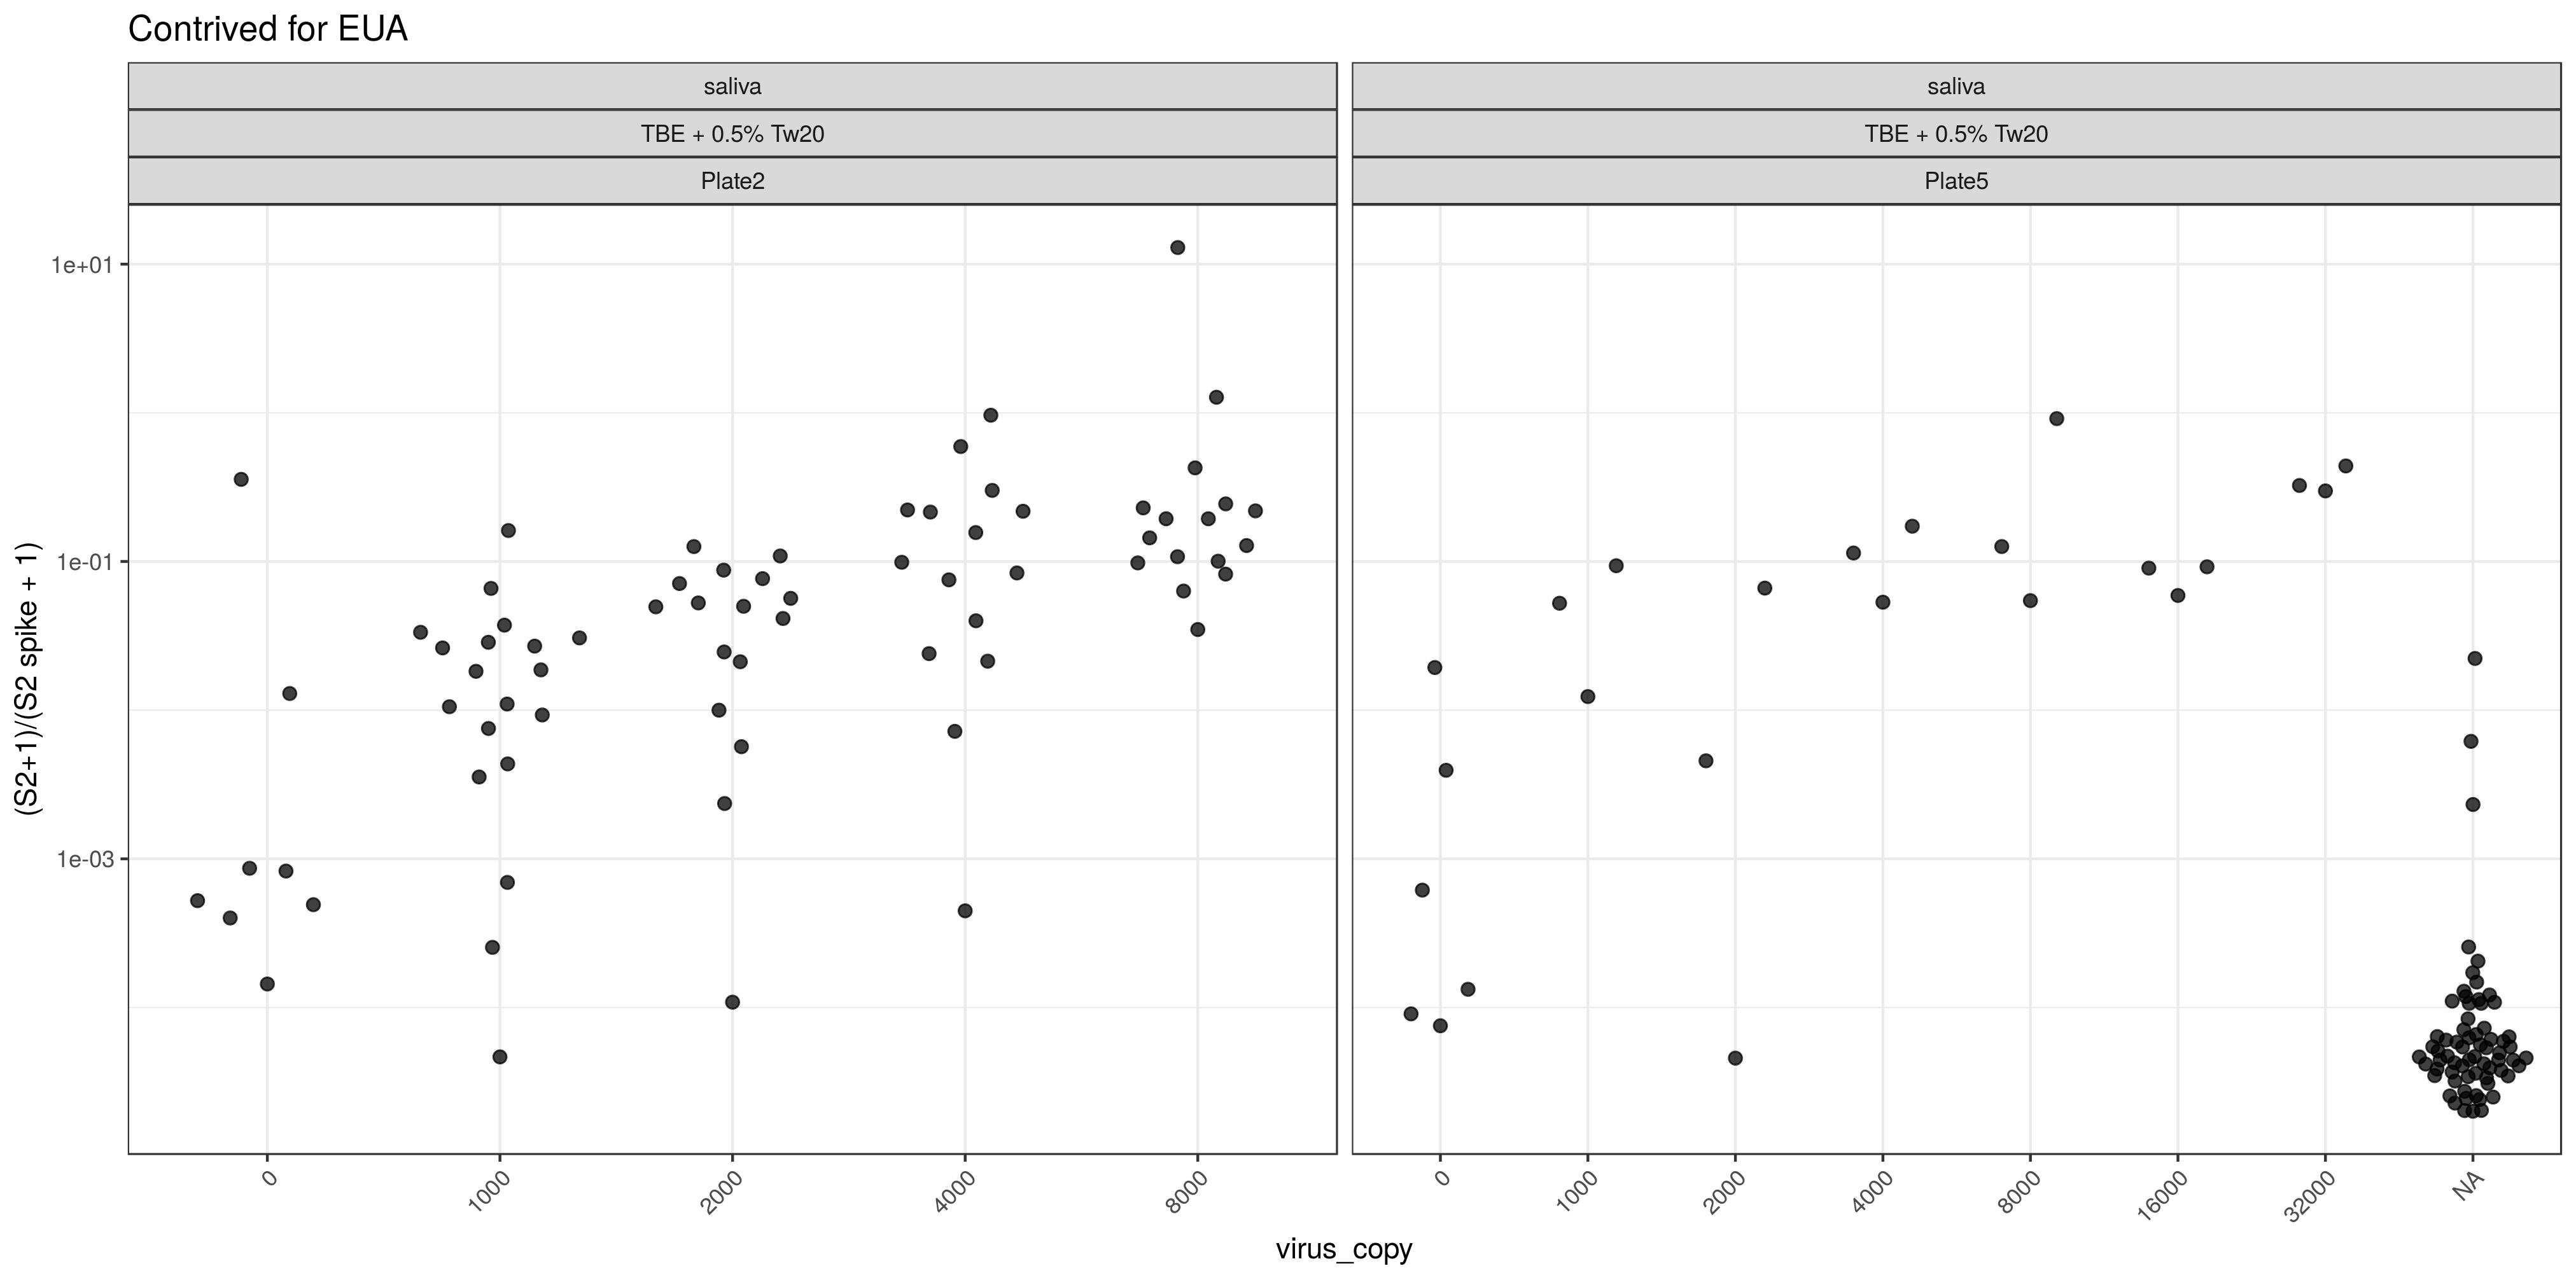 Contrived for EUA
saliva
TBE + 0.5% Tw20
Plate2
saliva
TBE + 0.5% Tw20
Plate5
(S2+1)/(S2 spike + 1)
1e+01
1e-01
1e-03
0
1000
2000
4000
8000
0
1000
2000
4000
8000
16000
32000
NA
virus_copy